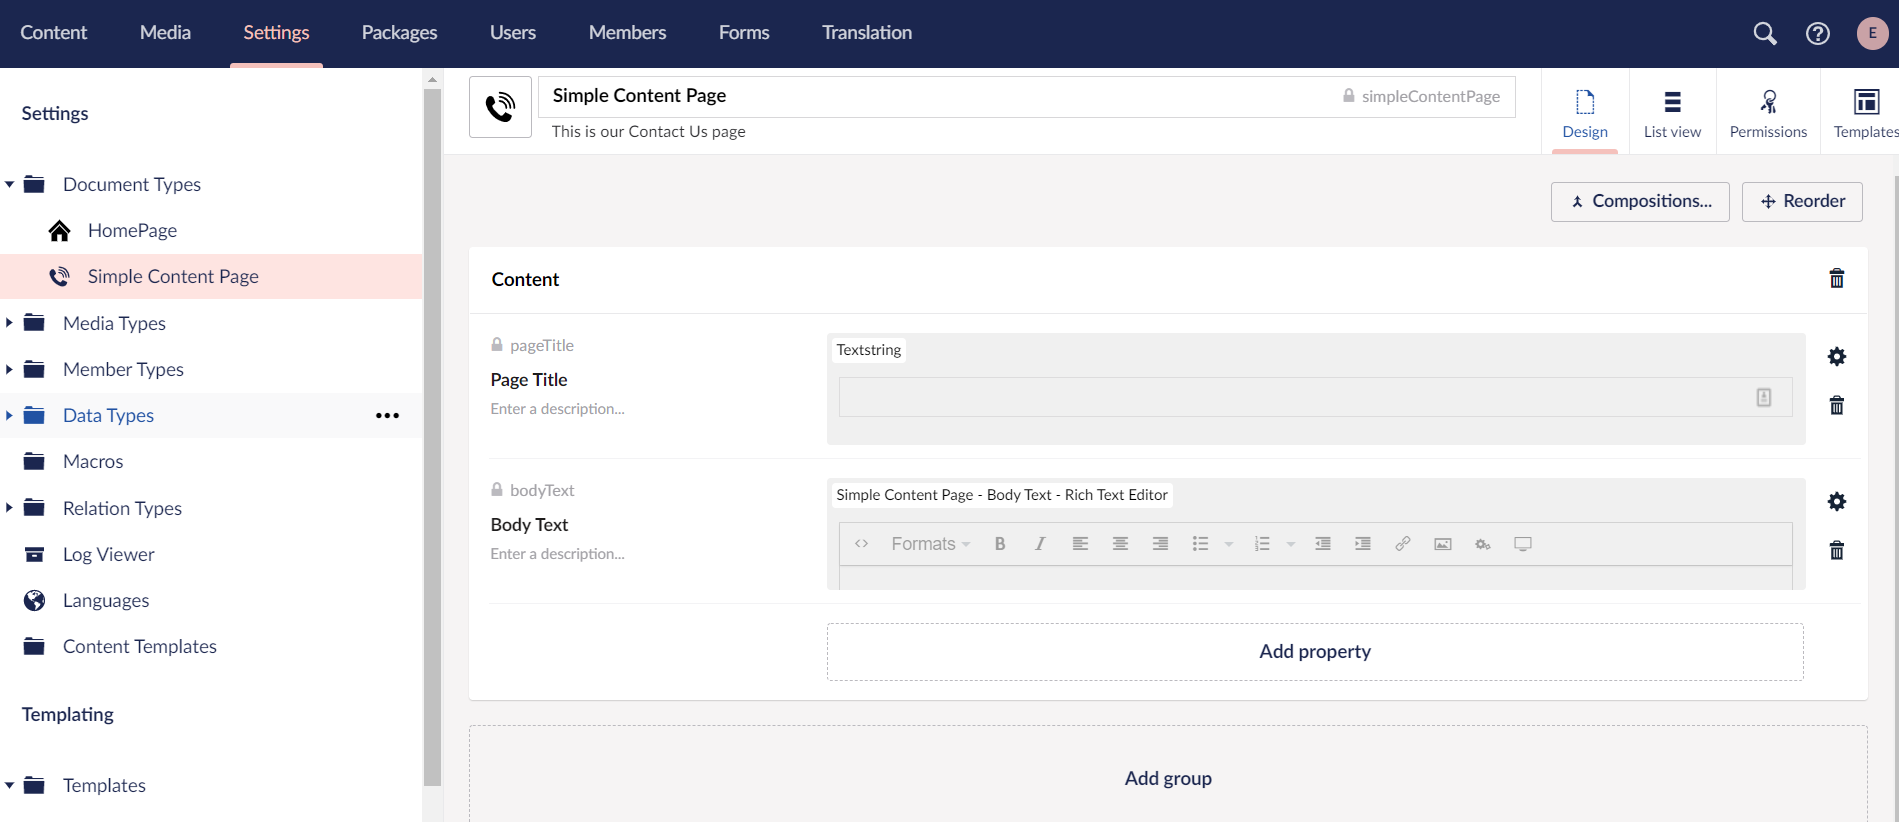 Content Media Settings Packages Users Members Forms Translation E
Settings
Document Types
HomePage
Simple Content Page
Media Types
Member Types
Data Types
Macros
Relation Types
Log Viewer
Languages
Content Templates
Templating
Templates
Simple Content Page simpleContentPage
This is our Contact Us page
Design List view Permissions Templates
Compositions... Reorder
Content
pageTitle
Page Title
Enter a description...
Textstring
bodyText
Body Text
Enter a description...
Simple Content Page - Body Text - Rich Text Editor
Formats B I
Add property
Add group